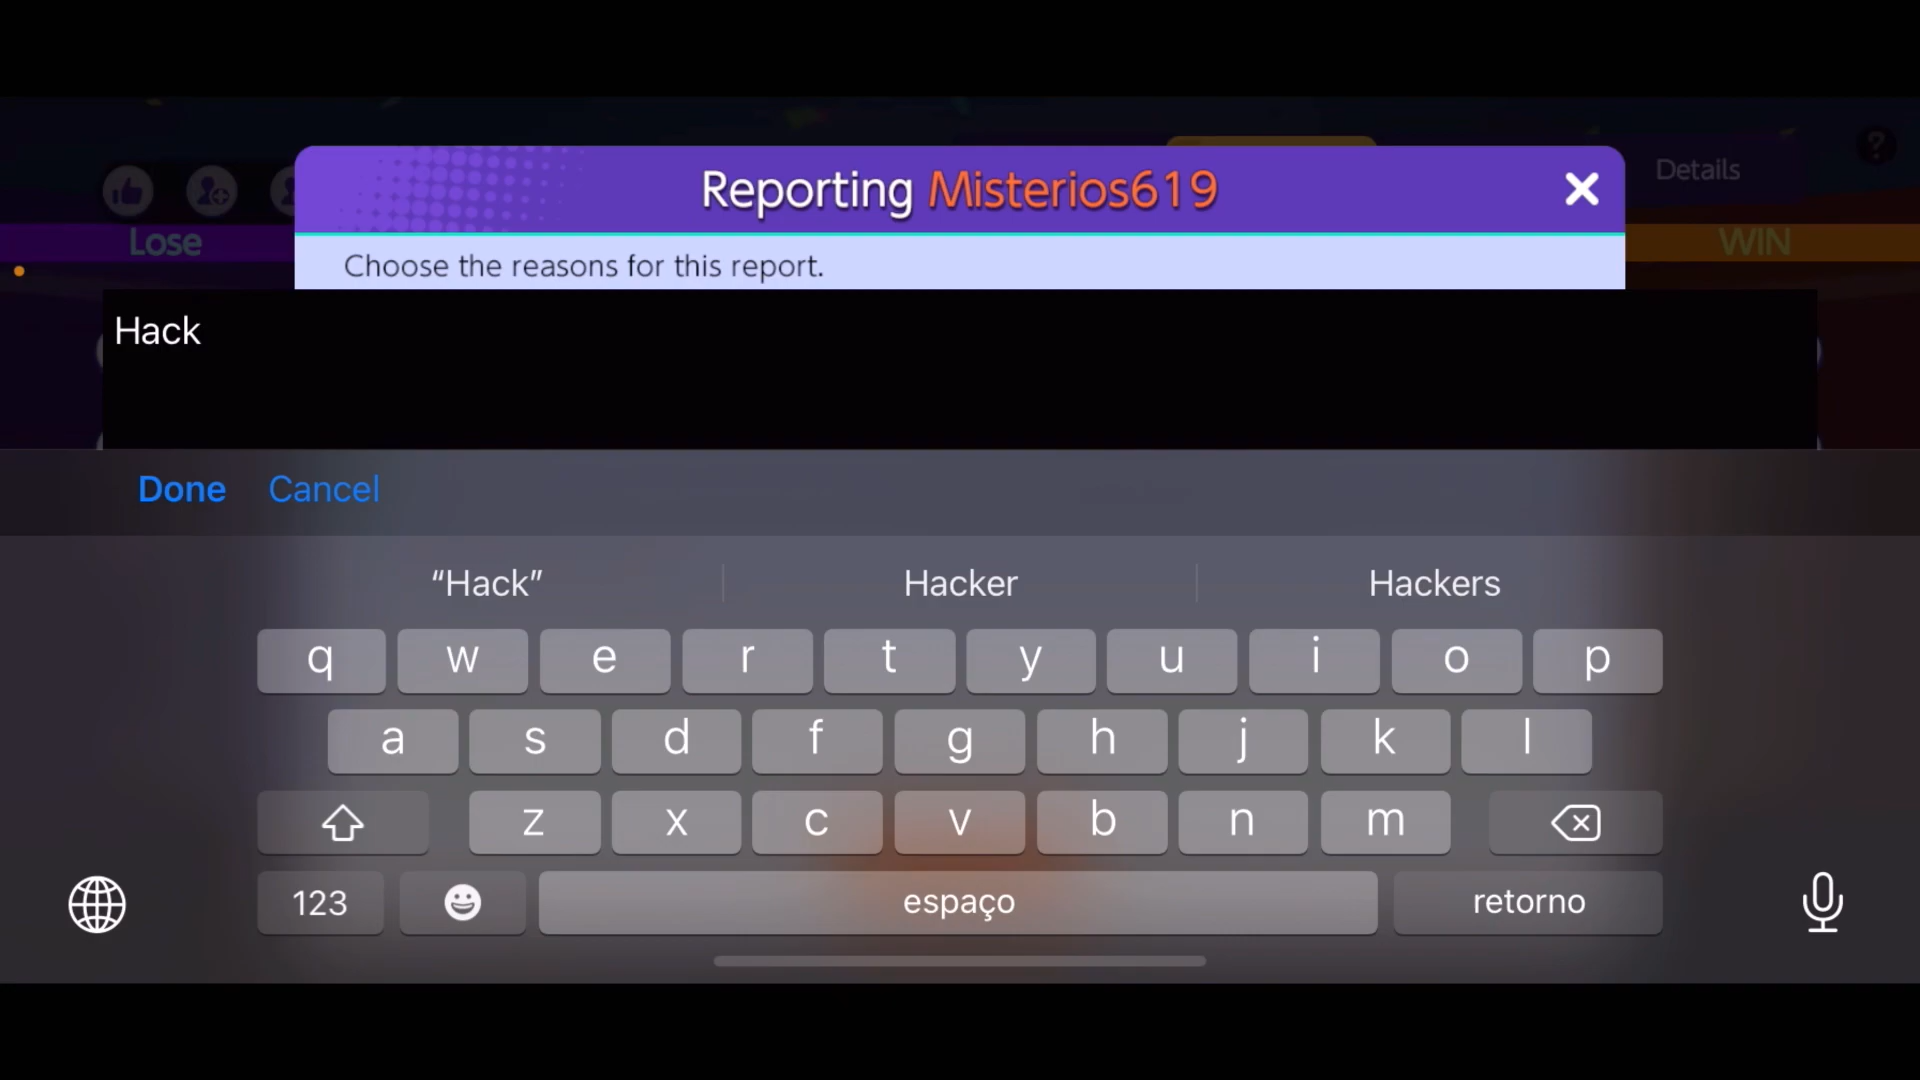 Reporting Misterios619
Details
?
Lose
WIN
Choose the reasons for this report.
Hack
Done Cancel
“Hack” Hacker Hackers
q w e r t y u i o p
a s d f g h j k l
z x c v b n m
123 espaço retorno